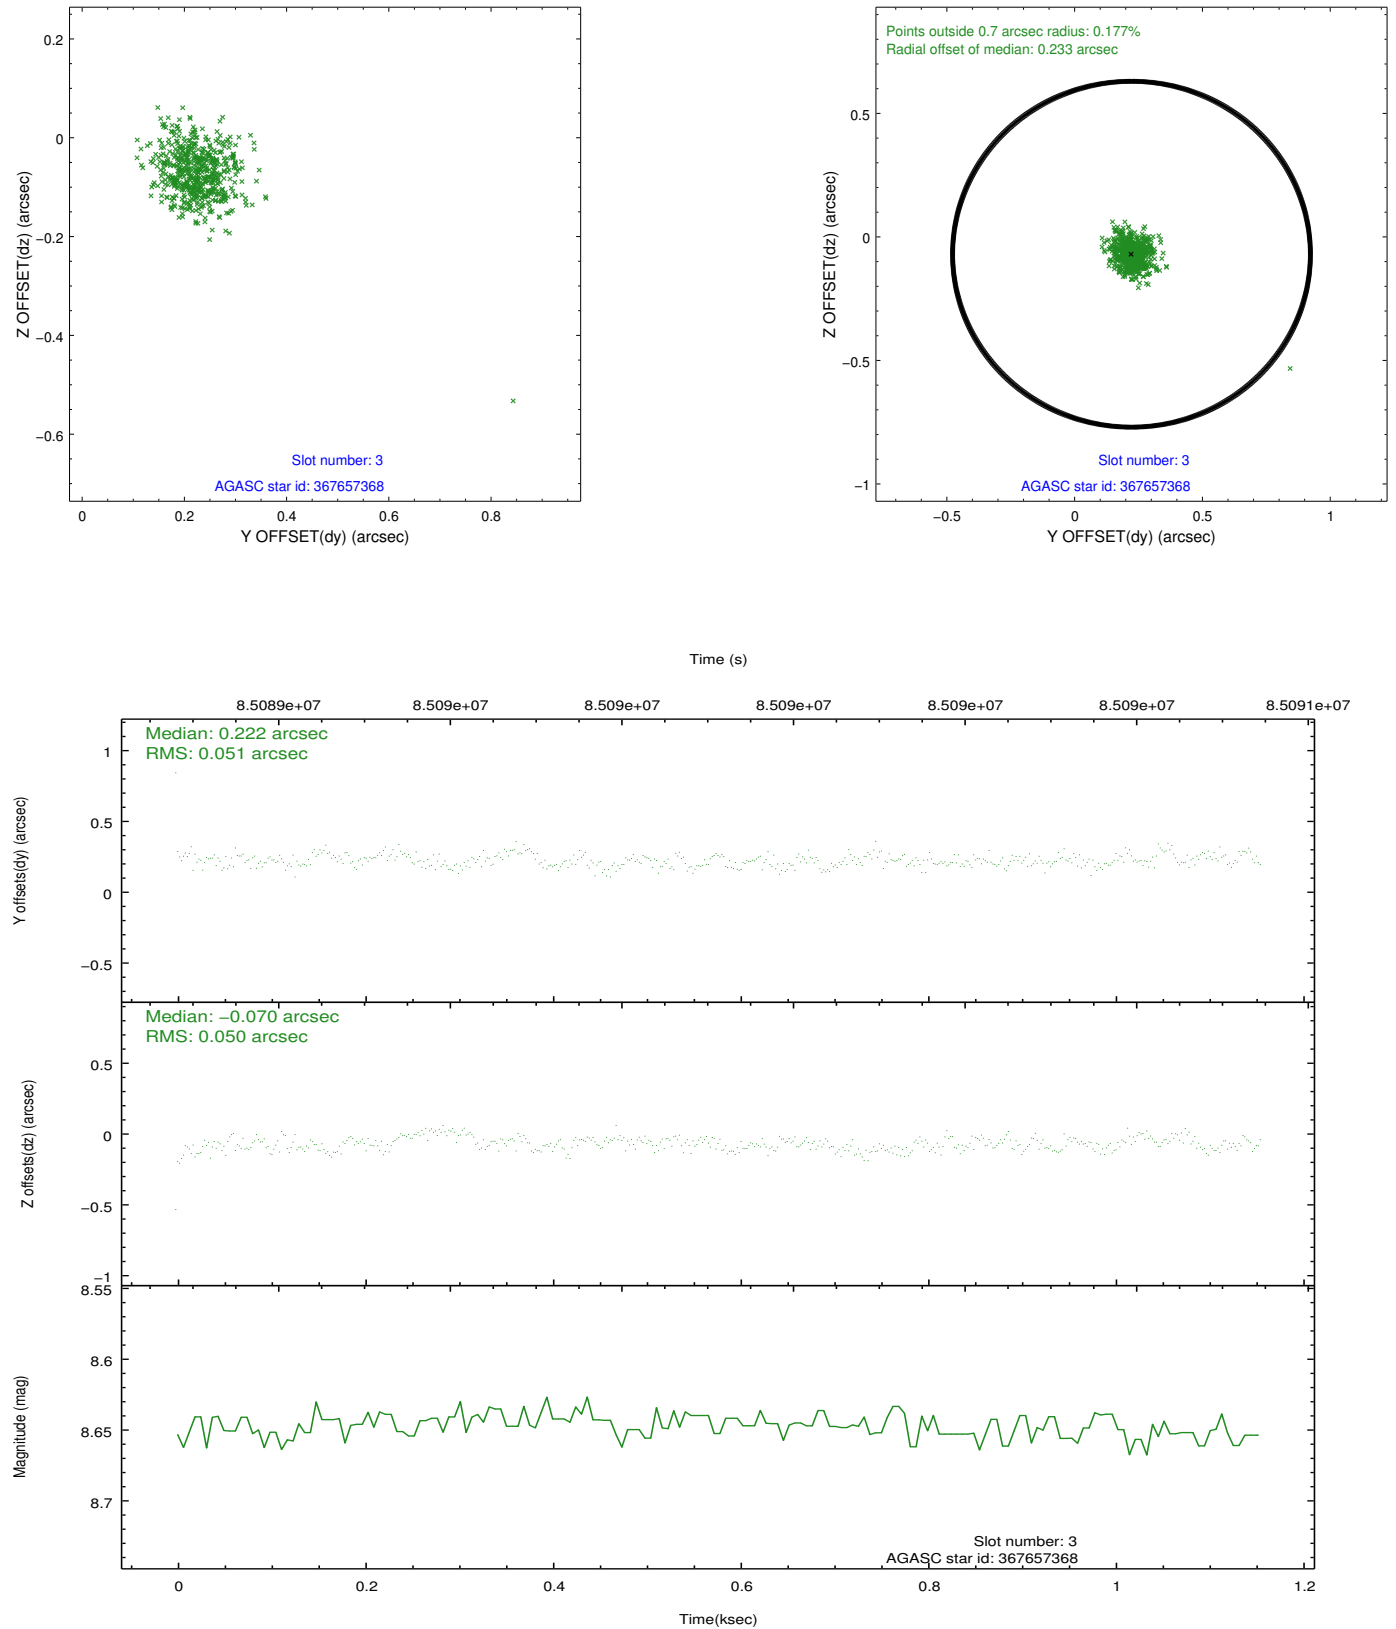 0.2
0
−0.2
−0.4
−0.6
Z OFFSET(dz) (arcsec)
Slot number: 3
AGASC star id: 367657368
0 0.2 0.4 0.6 0.8
Y OFFSET(dy) (arcsec)
Points outside 0.7 arcsec radius: 0.177%
Radial offset of median: 0.233 arcsec
0.5
0
−0.5
−1
Z OFFSET(dz) (arcsec)
Slot number: 3
AGASC star id: 367657368
−0.5 0 0.5 1
Y OFFSET(dy) (arcsec)
Time (s)
8.5089e+07 8.509e+07 8.509e+07 8.509e+07 8.509e+07 8.509e+07 8.5091e+07
Median: 0.222 arcsec
RMS: 0.051 arcsec
1
0.5
0
−0.5
Y offsets(dy) (arcsec)
Median: −0.070 arcsec
RMS: 0.050 arcsec
0.5
0
−0.5
−1
Z offsets(dz) (arcsec)
8.55
8.6
8.65
8.7
Magnitude (mag)
Slot number: 3
AGASC star id: 367657368
0 0.2 0.4 0.6 0.8 1 1.2
Time(ksec)